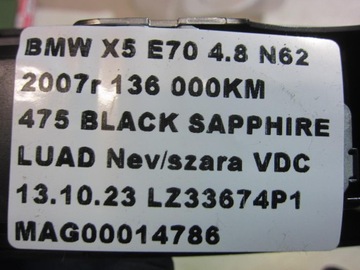 BMW X5 E70 4.8 N62
2007r 136 000KM
475 BLACK SAPPHIRE
LUAD Nev/szara VDC
13.10.23 LZ33674P1
MAG00014786